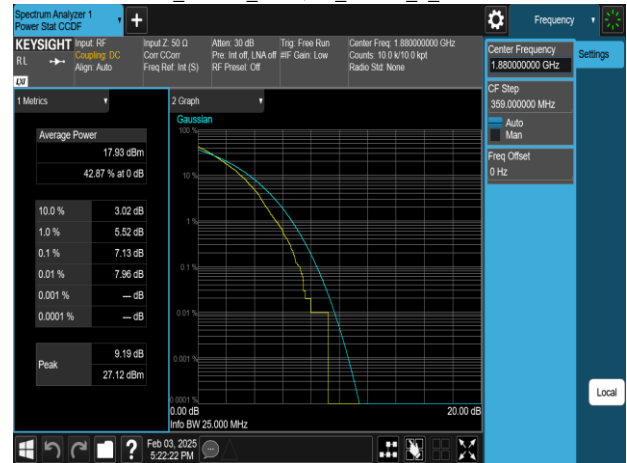 Spectrum Analyzer 1
Power Stat CCDF
Frequency
KEYSIGHT
RL
LXI
Input: RF
Coupling: DC
Align: Auto
Input Z: 50 Ω
Corr CCorr
Freq Ref: Int (S)
Atten: 30 dB
Pre: Int off, LNA off
RF Presel: Off
Trig: Free Run
#IF Gain: Low
Center Freq: 1.880000000 GHz
Counts: 10.0 k/10.0 kpt
Radio Std: None
Center Frequency
1.880000000 GHz
Settings
CF Step
359.000000 MHz
Auto
Man
Freq Offset
0 Hz
1 Metrics
Average Power
17.93 dBm
42.87 % at 0 dB
10.0 % 3.02 dB
1.0 % 5.52 dB
0.1 % 7.13 dB
0.01 % 7.96 dB
0.001 % --- dB
0.0001 % --- dB
Peak
9.19 dB
27.12 dBm
2 Graph
Gaussian
100 %
10 %
1 %
0.1 %
0.01 %
0.001 %
0.0001 %
0.00 dB 20.00 dB
Info BW 25.000 MHz
Local
?
Feb 03, 2025
5:22:22 PM